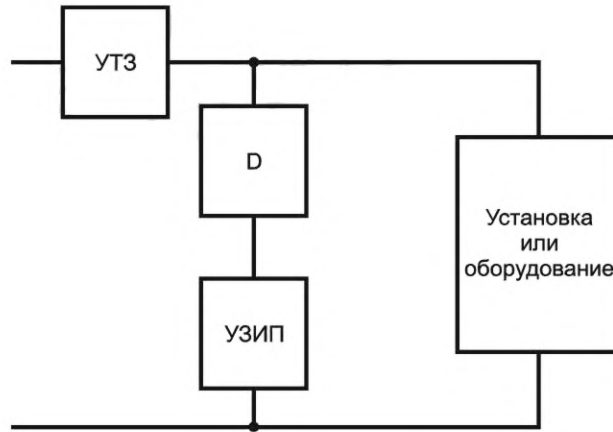 УТЗ
D
УЗИП
Установка
или
оборудование